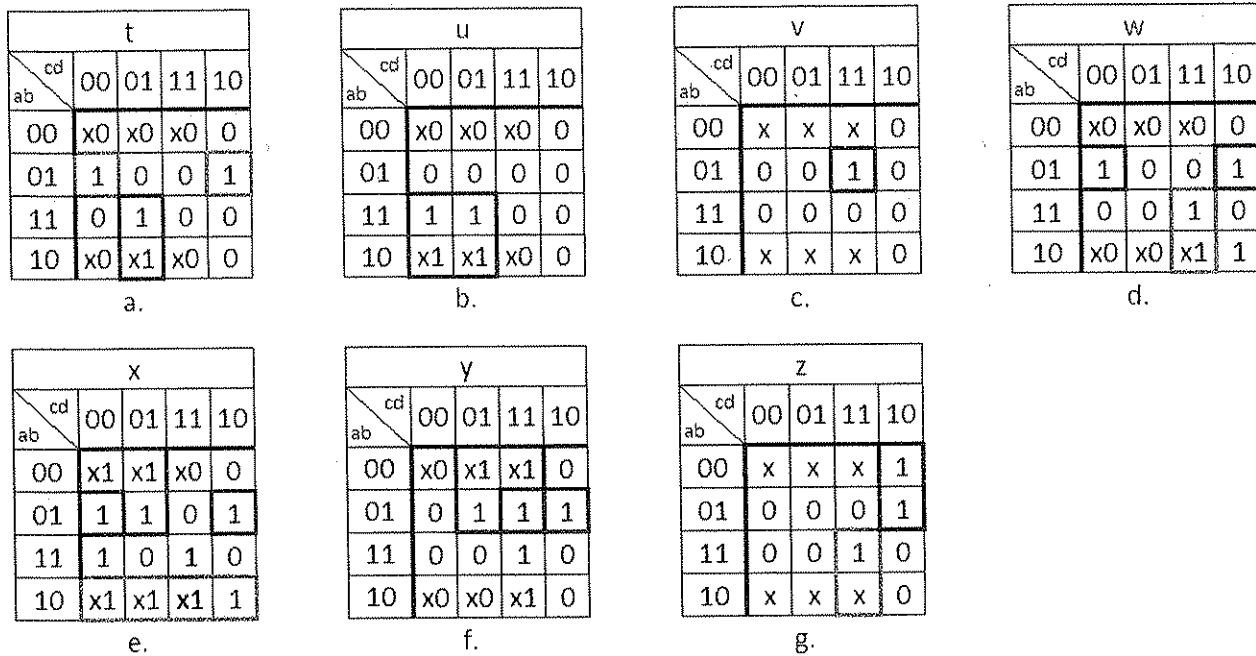 t u v w
cd 00 01 11 10 cd 00 01 11 10 cd 00 01 11 10 cd 00 01 11 10
ab ab ab ab
00 x0 x0 x0 0 00 x0 x0 x0 0 00 x x x 0 00 x0 x0 x0 0
01 1 0 0 1 01 0 0 0 0 01 0 0 1 0 01 1 0 0 1
11 0 1 0 0 11 1 1 0 0 11 0 0 0 0 11 0 0 1 0
10 x0 x1 x0 0 10 x1 x1 x0 0 10 x x x 0 10 x0 x0 x1 1
a. b. c. d.
x y z
cd 00 01 11 10 cd 00 01 11 10 cd 00 01 11 10
ab ab ab
00 x1 x1 x0 0 00 x0 x1 x1 0 00 x x x 1
01 1 1 0 1 01 0 1 1 1 01 0 0 0 1
11 1 0 1 0 11 0 0 1 0 11 0 0 1 0
10 x1 x1 x1 1 10 x0 x0 x1 0 10 x x x 0
e. f. g.